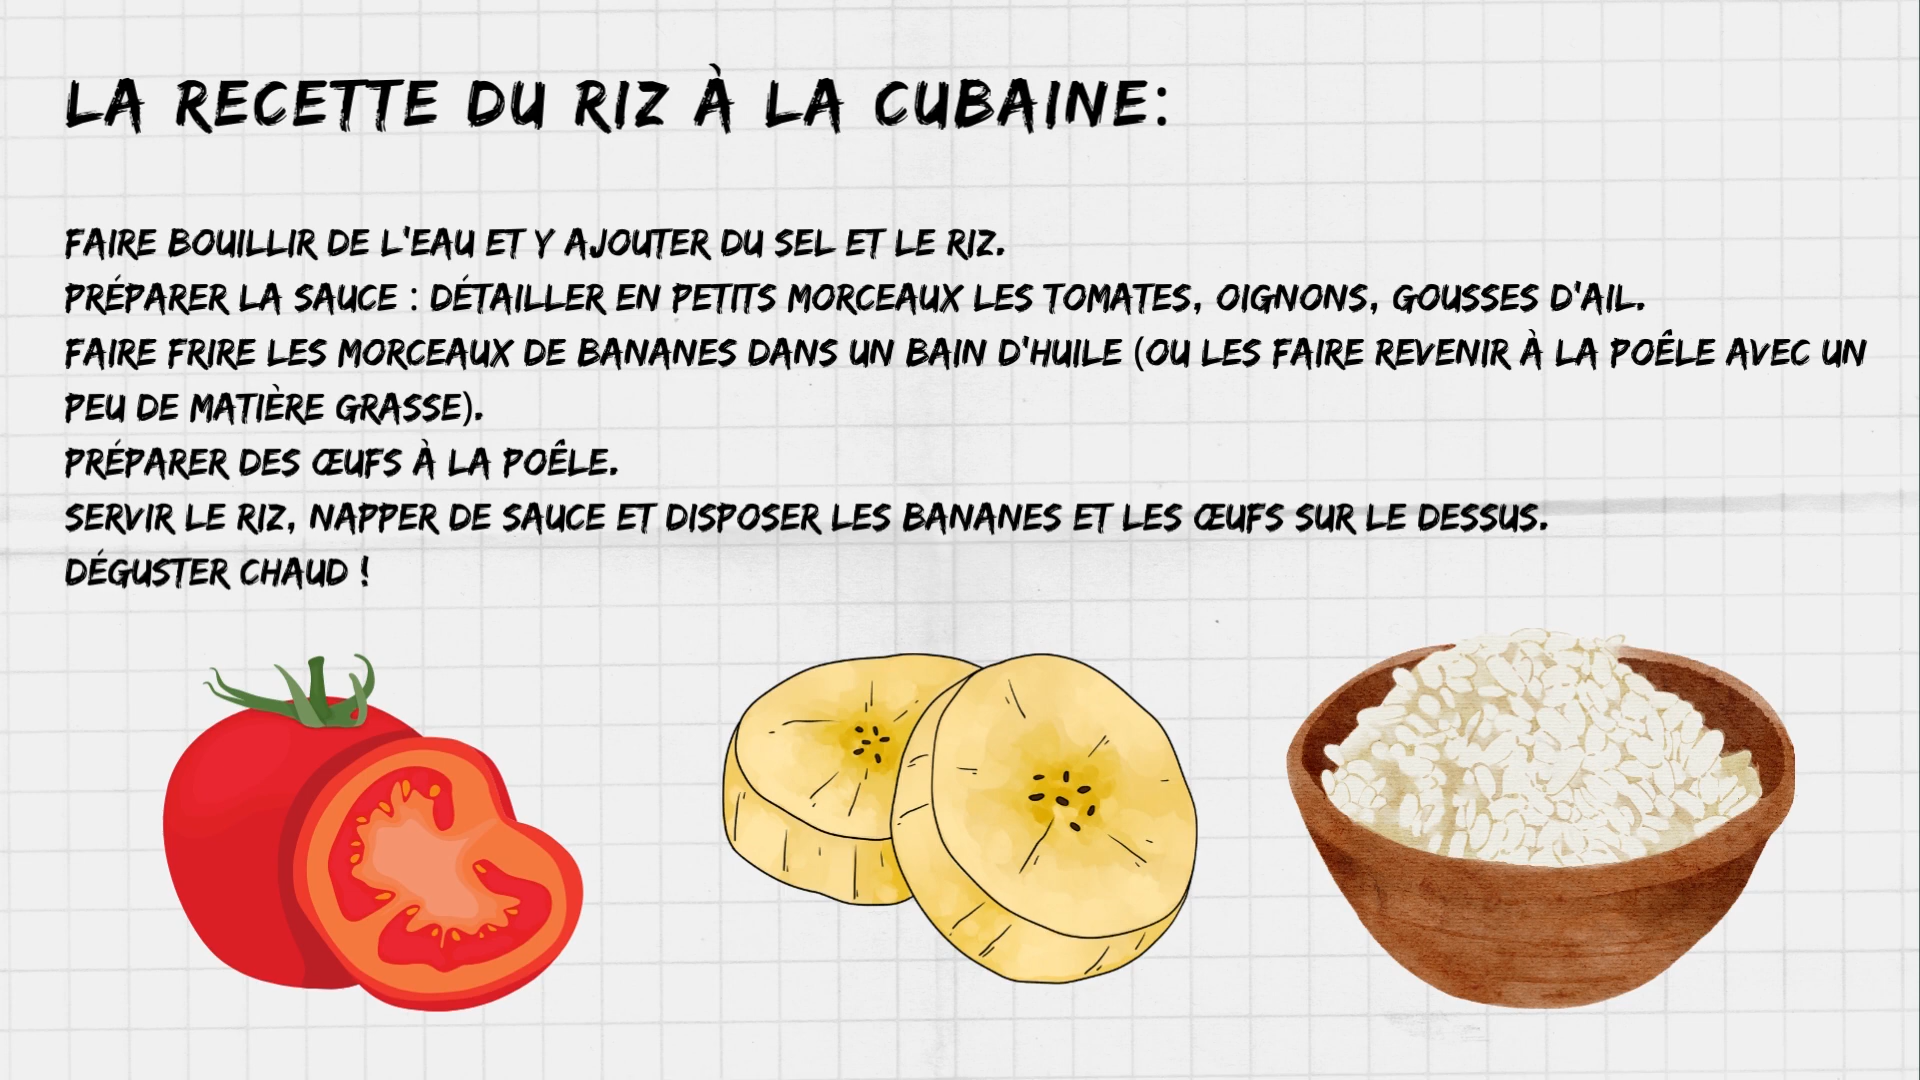 LA RECETTE DU RIZ À LA CUBAINE:
FAIRE BOUILLIR DE L'EAU ET Y AJOUTER DU SEL ET LE RIZ.
PRÉPARER LA SAUCE : DÉTAILLER EN PETITS MORCEAUX LES TOMATES, OIGNONS, GOUSSES D'AIL.
FAIRE FRIRE LES MORCEAUX DE BANANES DANS UN BAIN D'HUILE (OU LES FAIRE REVENIR À LA POÊLE AVEC UN
PEU DE MATIÈRE GRASSE).
PRÉPARER DES ŒUFS À LA POÊLE.
SERVIR LE RIZ, NAPPER DE SAUCE ET DISPOSER LES BANANES ET LES ŒUFS SUR LE DESSUS.
DÉGUSTER CHAUD !